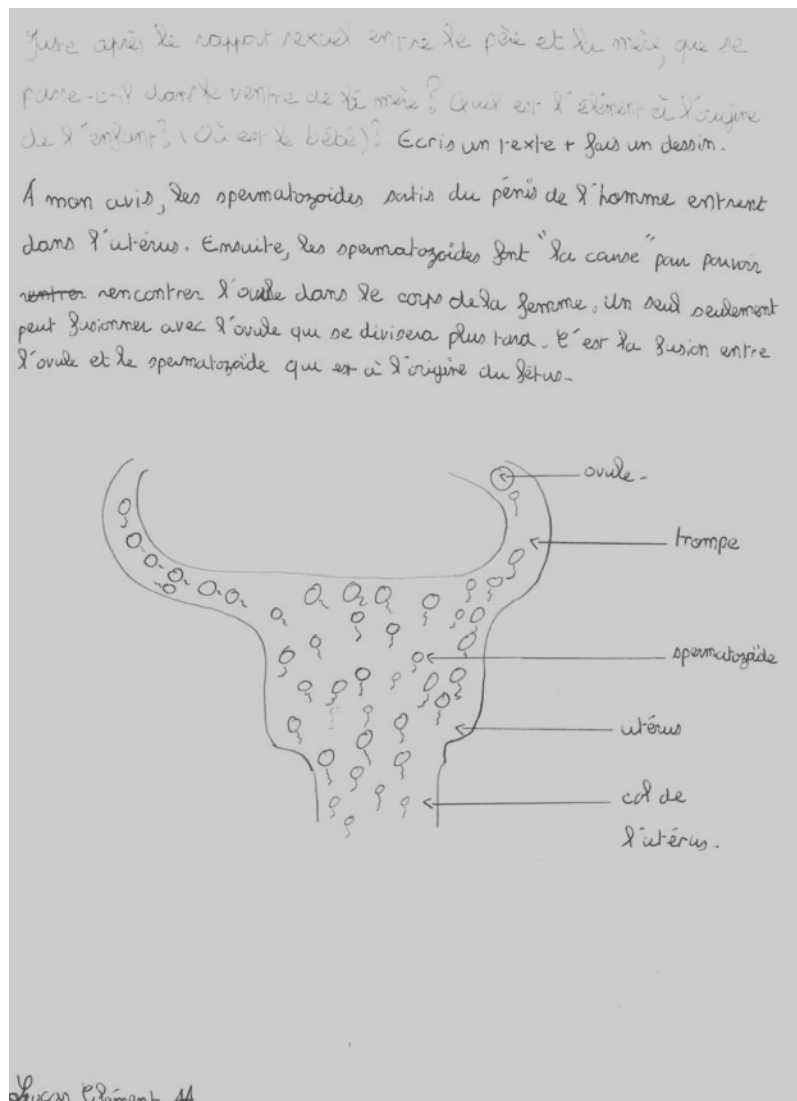 Juste après le rapport sexuel entre le père et la mère, que se
passe-t-il dans le ventre de la mère? Quel est l'élément à l'origine
de l'enfant? (Où est le bébé)? Ecris un texte + fais un dessin.
A mon avis, les spermatozoides sortis du pénis de l'homme entrent
dans l'utérus. Ensuite, les spermatozoides font "la course" pour pouvoir
rentrer rencontrer l'ovule dans le corps de la femme. Un seul seulement
peut fusionner avec l'ovule qui se divisera plus tard. C'est la fusion entre
l'ovule et le spermatozoide qui est à l'origine du fétus.
ovule.
trompe
spermatozoïde
utérus
col de
l'utérus.
Lucas Clément 11